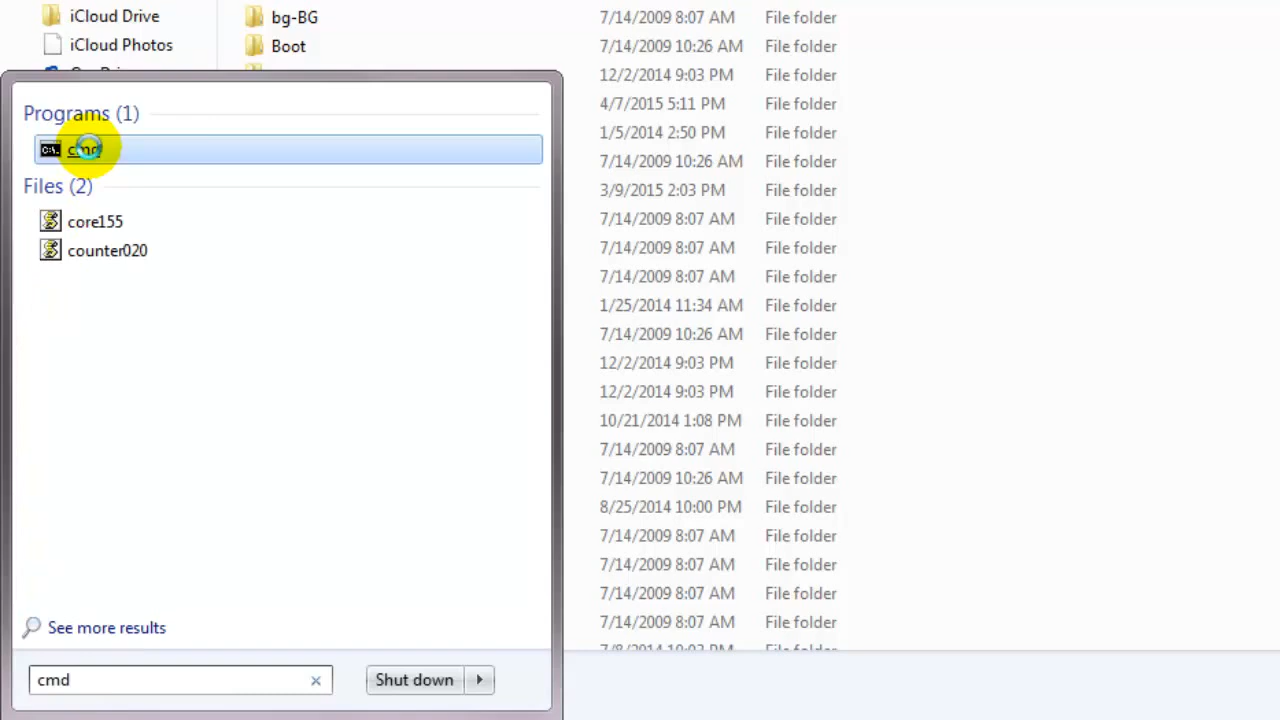 iCloud Drive
iCloud Photos
bg-BG 7/14/2009 8:07 AM File folder
Boot 7/14/2009 10:26 AM File folder
12/2/2014 9:03 PM File folder
4/7/2015 5:11 PM File folder
1/5/2014 2:50 PM File folder
7/14/2009 10:26 AM File folder
3/9/2015 2:03 PM File folder
7/14/2009 8:07 AM File folder
7/14/2009 8:07 AM File folder
7/14/2009 8:07 AM File folder
1/25/2014 11:34 AM File folder
7/14/2009 10:26 AM File folder
12/2/2014 9:03 PM File folder
12/2/2014 9:03 PM File folder
10/21/2014 1:08 PM File folder
7/14/2009 8:07 AM File folder
7/14/2009 10:26 AM File folder
8/25/2014 10:00 PM File folder
7/14/2009 8:07 AM File folder
7/14/2009 8:07 AM File folder
7/14/2009 8:07 AM File folder
7/14/2009 8:07 AM File folder
Programs (1)
cmd
Files (2)
core155
counter020
See more results
cmd
Shut down